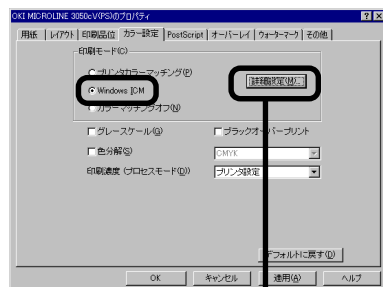 OKI MICROLINE 3050cV(PS)のプロパティ
用紙 レイアウト 印刷品位 カラー設定 PostScript オーバーレイ ウォーターマーク その他
印刷モード(C)
プリンタカラーマッチング(P)
Windows ICM
詳細設定(M)...
カラーマッチングオフ(N)
グレースケール(G) ブラックオーバープリント
色分解(S) CMYK
印刷濃度 (プロセスモード(D)) プリンタ設定
デフォルトに戻す(D)
OK キャンセル 適用(A) ヘルプ